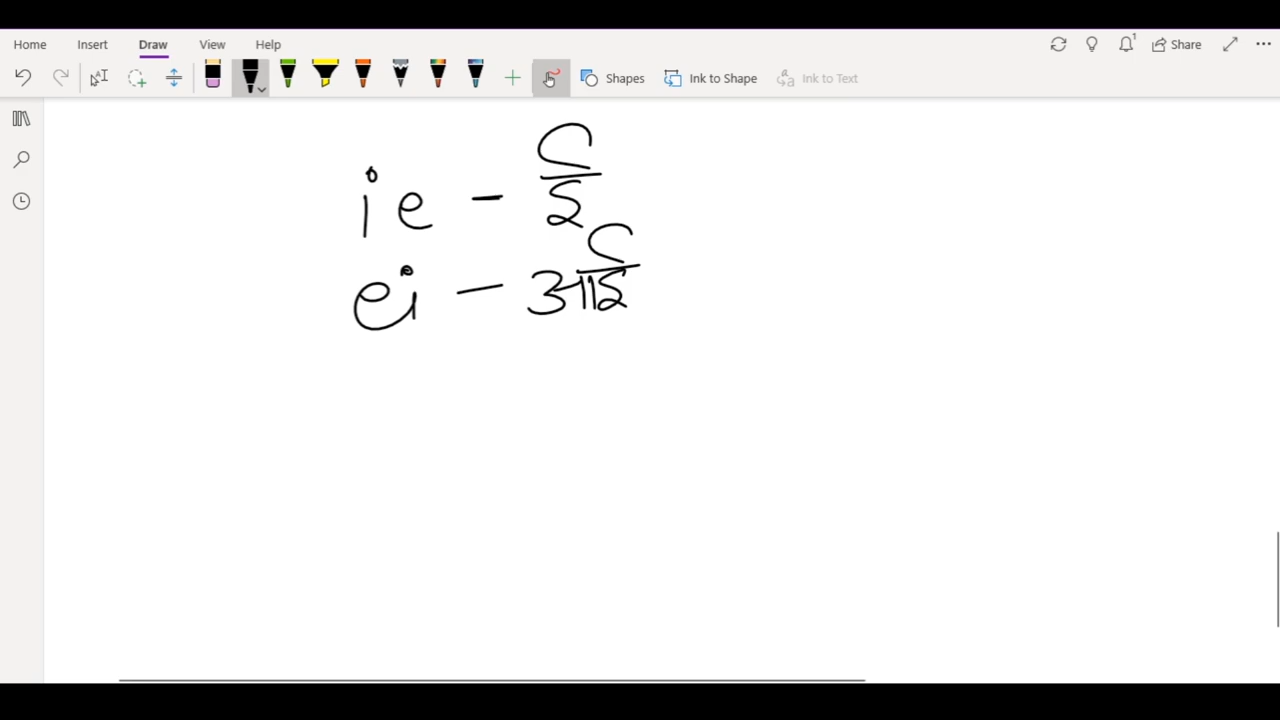 Home Insert Draw View Help
Share
Shapes Ink to Shape Ink to Text
ie - ई
ei - आई